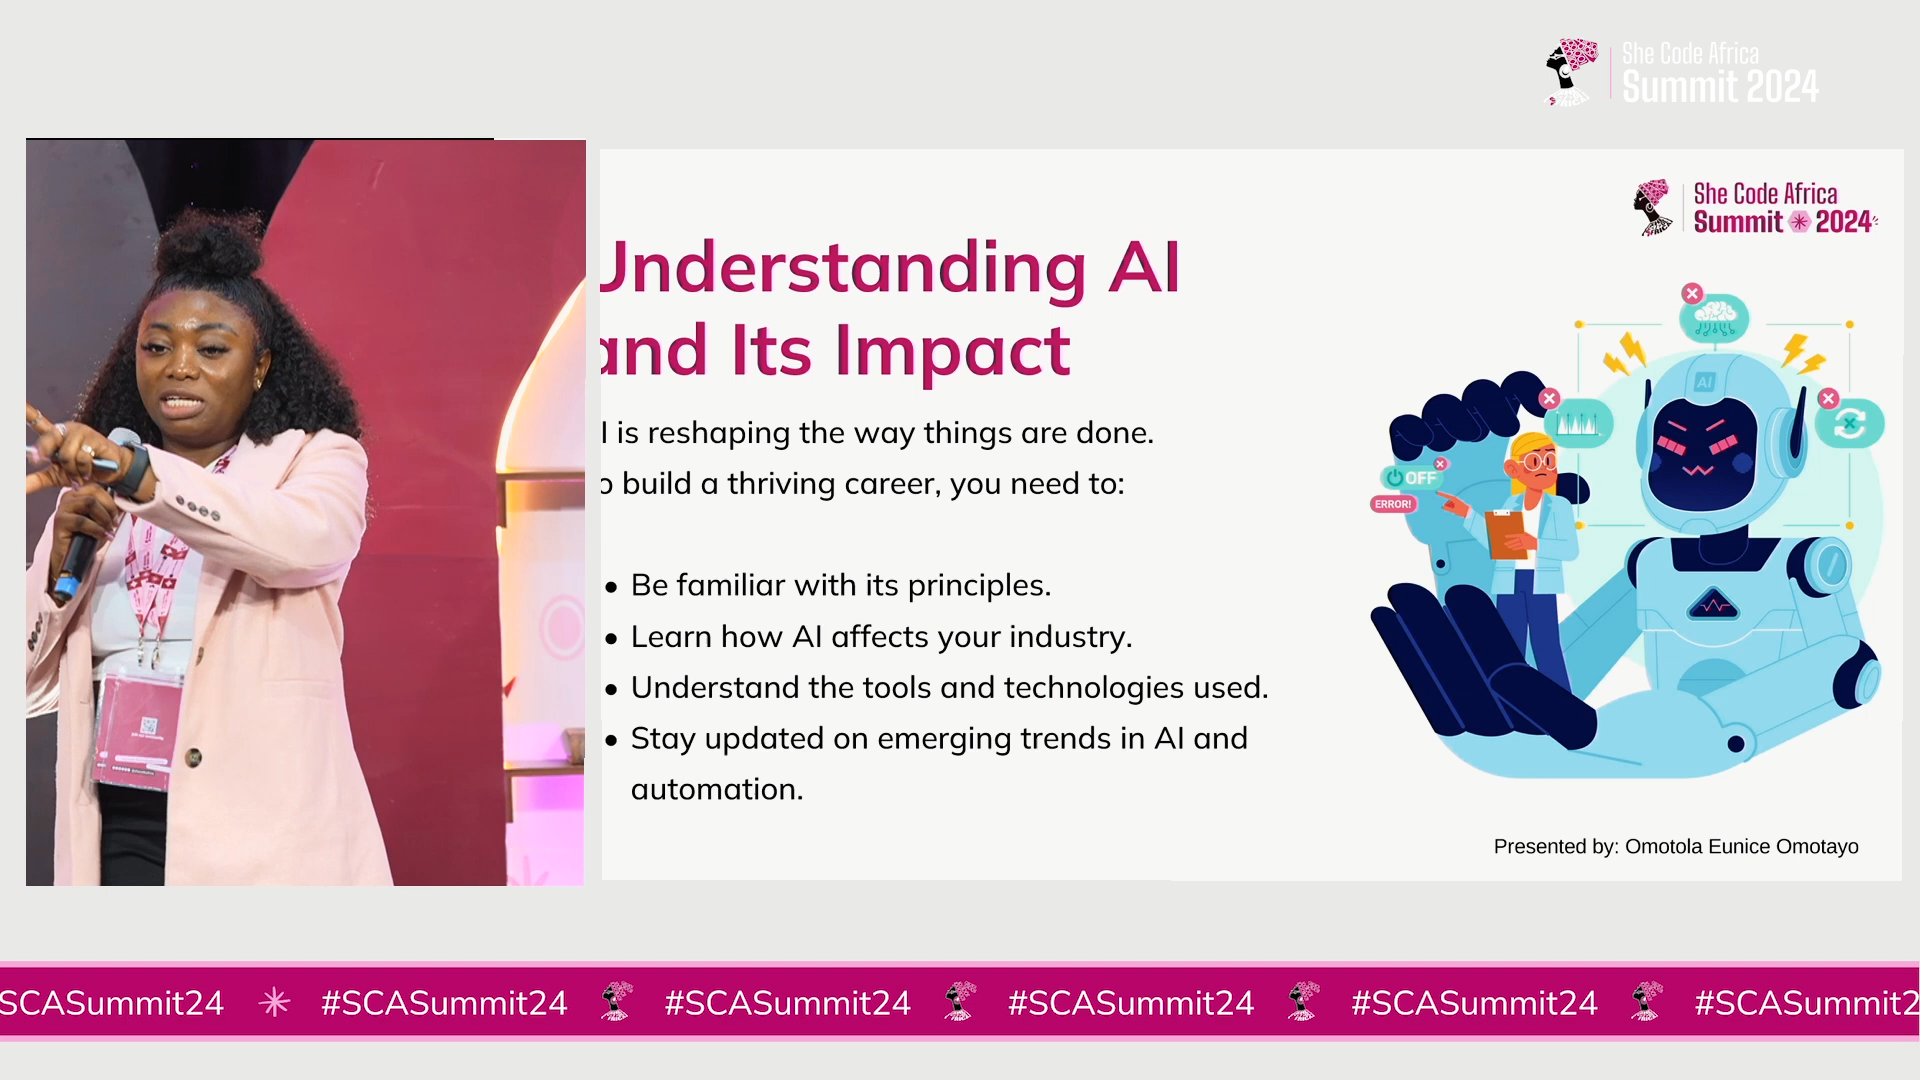 She Code Africa
Summit 2024
She Code Africa
Summit 2024
Understanding AI
and Its Impact
I is reshaping the way things are done.
o build a thriving career, you need to:
• Be familiar with its principles.
• Learn how AI affects your industry.
• Understand the tools and technologies used.
• Stay updated on emerging trends in AI and
automation.
AI
OFF
ERROR!
Presented by: Omotola Eunice Omotayo
SCASummit24 #SCASummit24 #SCASummit24 #SCASummit24 #SCASummit24 #SCASummit2